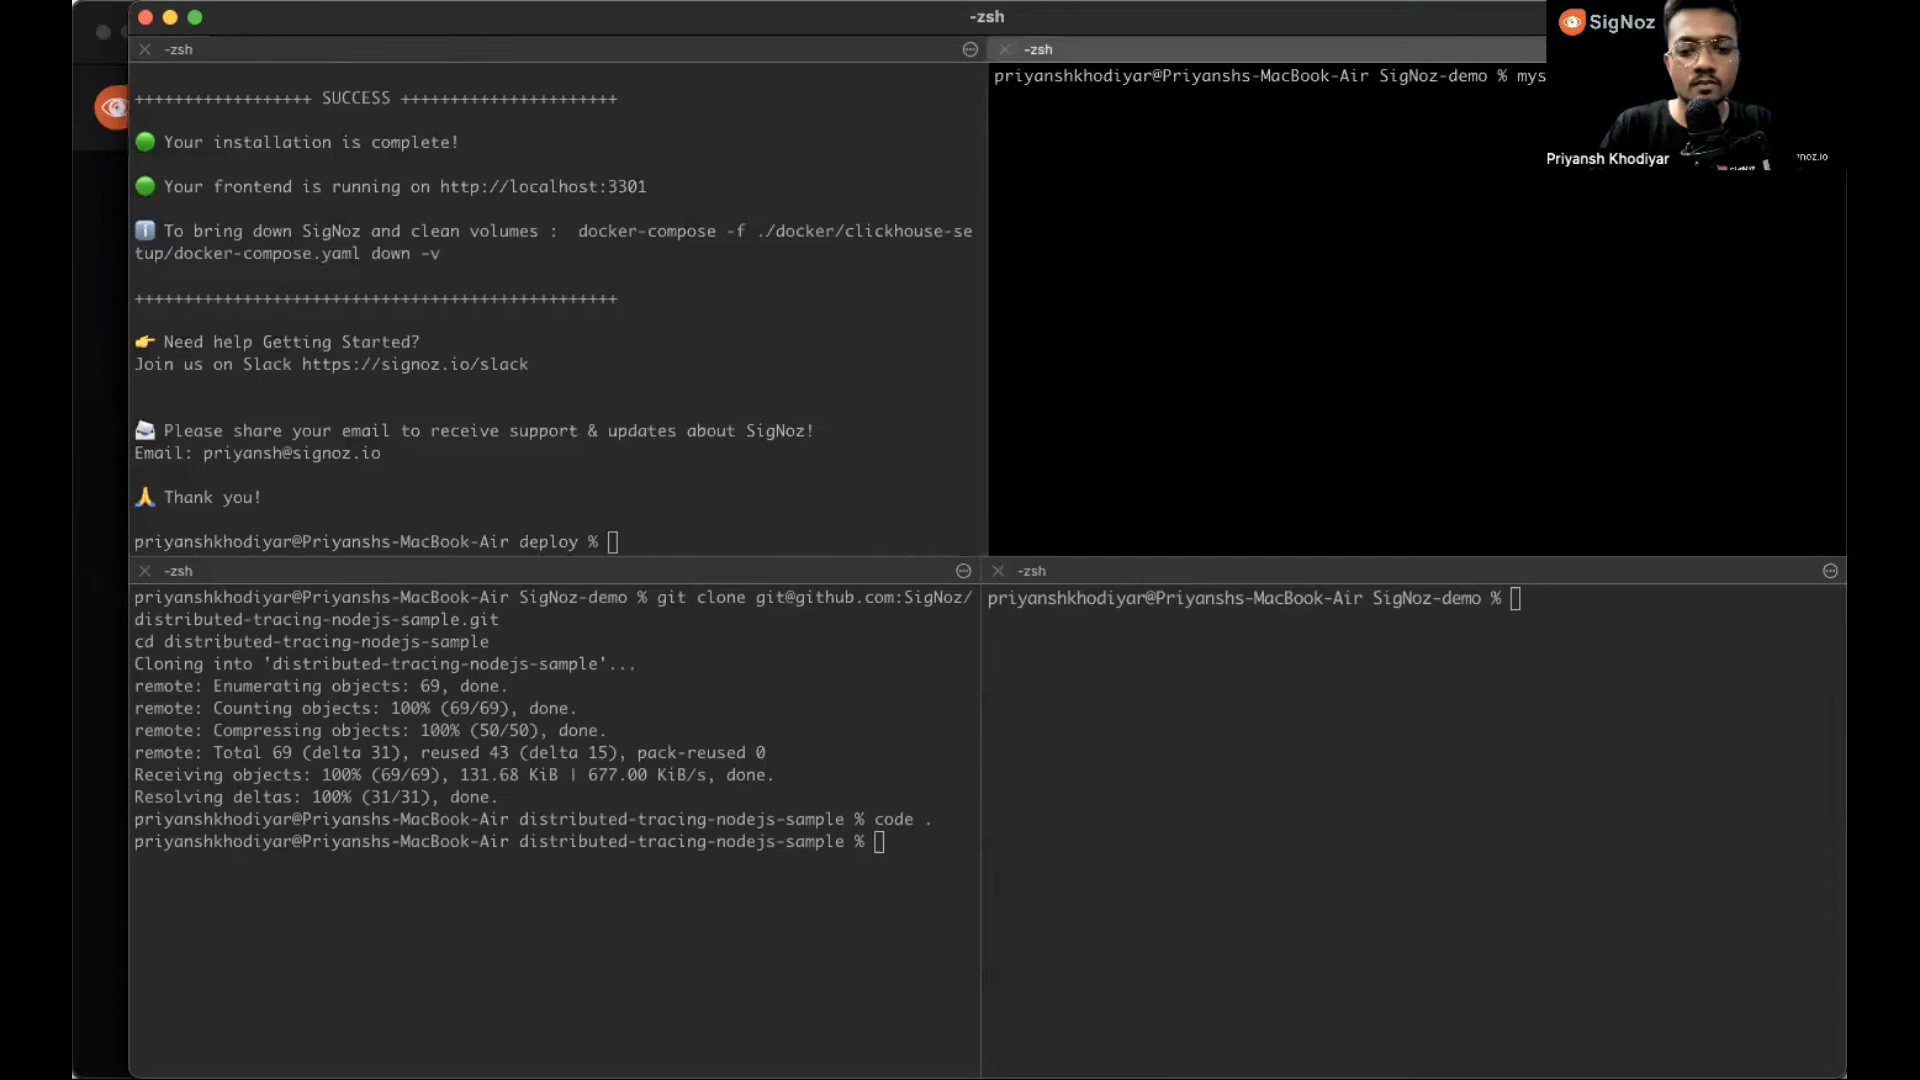 -zsh
-zsh
-zsh
++++++++++++++++++ SUCCESS ++++++++++++++++++++++
Your installation is complete!
Your frontend is running on http://localhost:3301
To bring down SigNoz and clean volumes :  docker-compose -f ./docker/clickhouse-se
tup/docker-compose.yaml down -v
+++++++++++++++++++++++++++++++++++++++++++++++++
Need help Getting Started?
Join us on Slack https://signoz.io/slack
Please share your email to receive support & updates about SigNoz!
Email: priyansh@signoz.io
Thank you!
priyanshkhodiyar@Priyanshs-MacBook-Air deploy %
priyanshkhodiyar@Priyanshs-MacBook-Air SigNoz-demo % mys
SigNoz
Priyansh Khodiyar
-zsh
priyanshkhodiyar@Priyanshs-MacBook-Air SigNoz-demo % git clone git@github.com:SigNoz/
distributed-tracing-nodejs-sample.git
cd distributed-tracing-nodejs-sample
Cloning into 'distributed-tracing-nodejs-sample'...
remote: Enumerating objects: 69, done.
remote: Counting objects: 100% (69/69), done.
remote: Compressing objects: 100% (50/50), done.
remote: Total 69 (delta 31), reused 43 (delta 15), pack-reused 0
Receiving objects: 100% (69/69), 131.68 KiB | 677.00 KiB/s, done.
Resolving deltas: 100% (31/31), done.
priyanshkhodiyar@Priyanshs-MacBook-Air distributed-tracing-nodejs-sample % code .
priyanshkhodiyar@Priyanshs-MacBook-Air distributed-tracing-nodejs-sample %
-zsh
priyanshkhodiyar@Priyanshs-MacBook-Air SigNoz-demo %